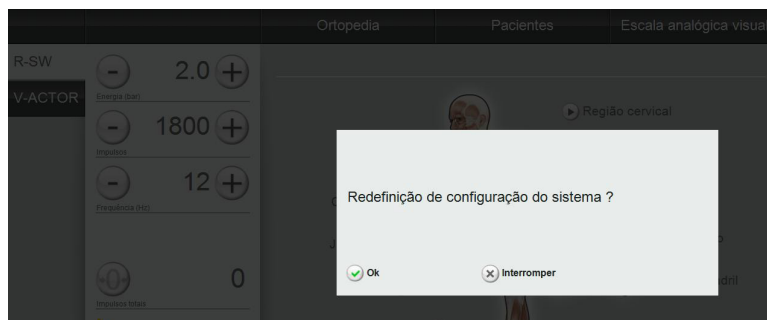 Ortopedia
Pacientes
Escala analógica visual
R-SW
V-ACTOR
2.0
Energia (bar)
1800
Impulsos
12
Frequência (Hz)
0
Impulsos totais
Região cervical
Redefinição de configuração do sistema ?
Ok
Interromper